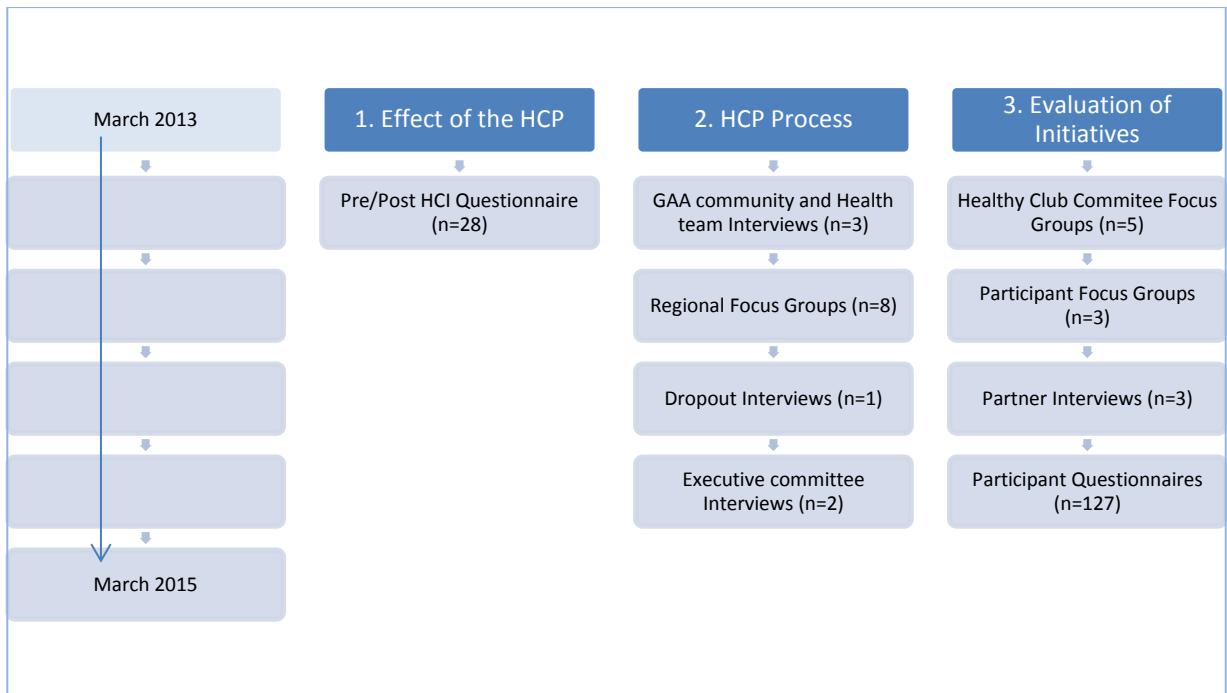 March 2013
March 2015
1. Effect of the HCP
Pre/Post HCI Questionnaire
(n=28)
2. HCP Process
GAA community and Health
team Interviews (n=3)
Regional Focus Groups (n=8)
Dropout Interviews (n=1)
Executive committee
Interviews (n=2)
3. Evaluation of
Initiatives
Healthy Club Commitee Focus
Groups (n=5)
Participant Focus Groups
(n=3)
Partner Interviews (n=3)
Participant Questionnaires
(n=127)